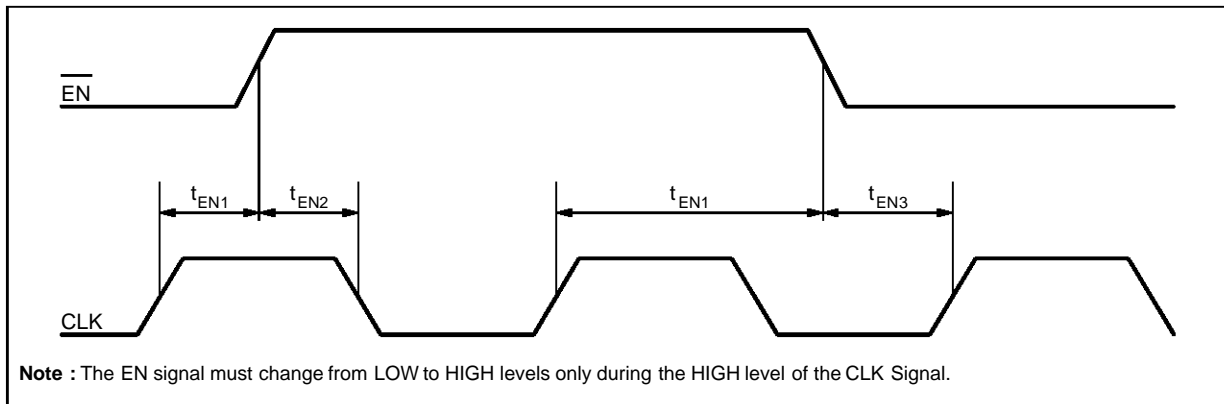 EN
tEN1
tEN2
tEN1
tEN3
CLK
Note : The EN signal must change from LOW to HIGH levels only during the HIGH level of the CLK Signal.